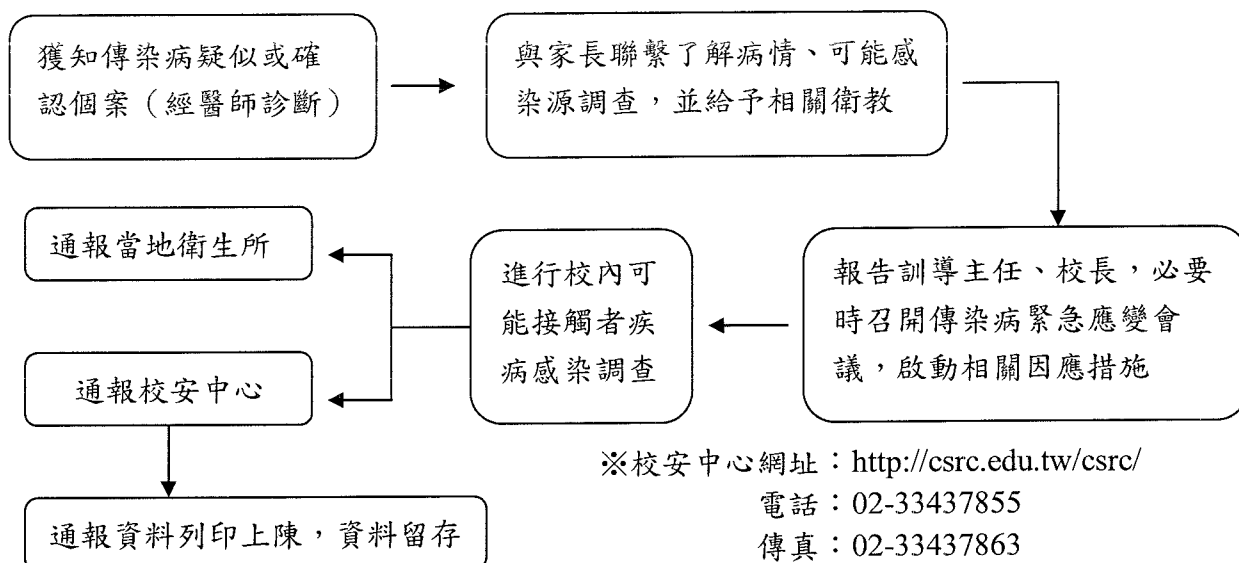 獲知傳染病疑似或確
認個案（經醫師診斷）
與家長聯繫了解病情、可能感
染源調查，並給予相關衛教
報告訓導主任、校長，必要
時召開傳染病緊急應變會
議，啟動相關因應措施
進行校內可
能接觸者疾
病感染調查
通報當地衛生所
通報校安中心
通報資料列印上陳，資料留存
※校安中心網址：http://csrc.edu.tw/csrc/
電話：02-33437855
傳真：02-33437863